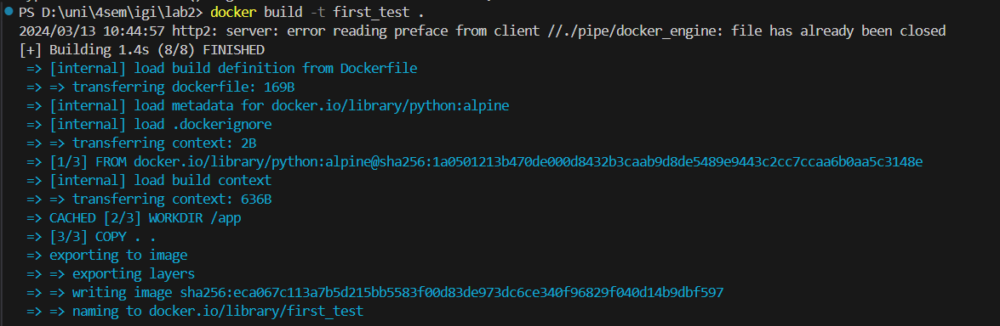 PS D:\uni\4sem\igi\lab2> docker build -t first_test .
2024/03/13 10:44:57 http2: server: error reading preface from client //./pipe/docker_engine: file has already been closed
[+] Building 1.4s (8/8) FINISHED
=> [internal] load build definition from Dockerfile
=> => transferring dockerfile: 169B
=> [internal] load metadata for docker.io/library/python:alpine
=> [internal] load .dockerignore
=> => transferring context: 2B
=> [1/3] FROM docker.io/library/python:alpine@sha256:1a0501213b470de000d8432b3caab9d8de5489e9443c2cc7ccaa6b0aa5c3148e
=> [internal] load build context
=> => transferring context: 636B
=> CACHED [2/3] WORKDIR /app
=> [3/3] COPY . .
=> exporting to image
=> => exporting layers
=> => writing image sha256:eca067c113a7b5d215bb5583f00d83de973dc6ce340f96829f040d14b9dbf597
=> => naming to docker.io/library/first_test